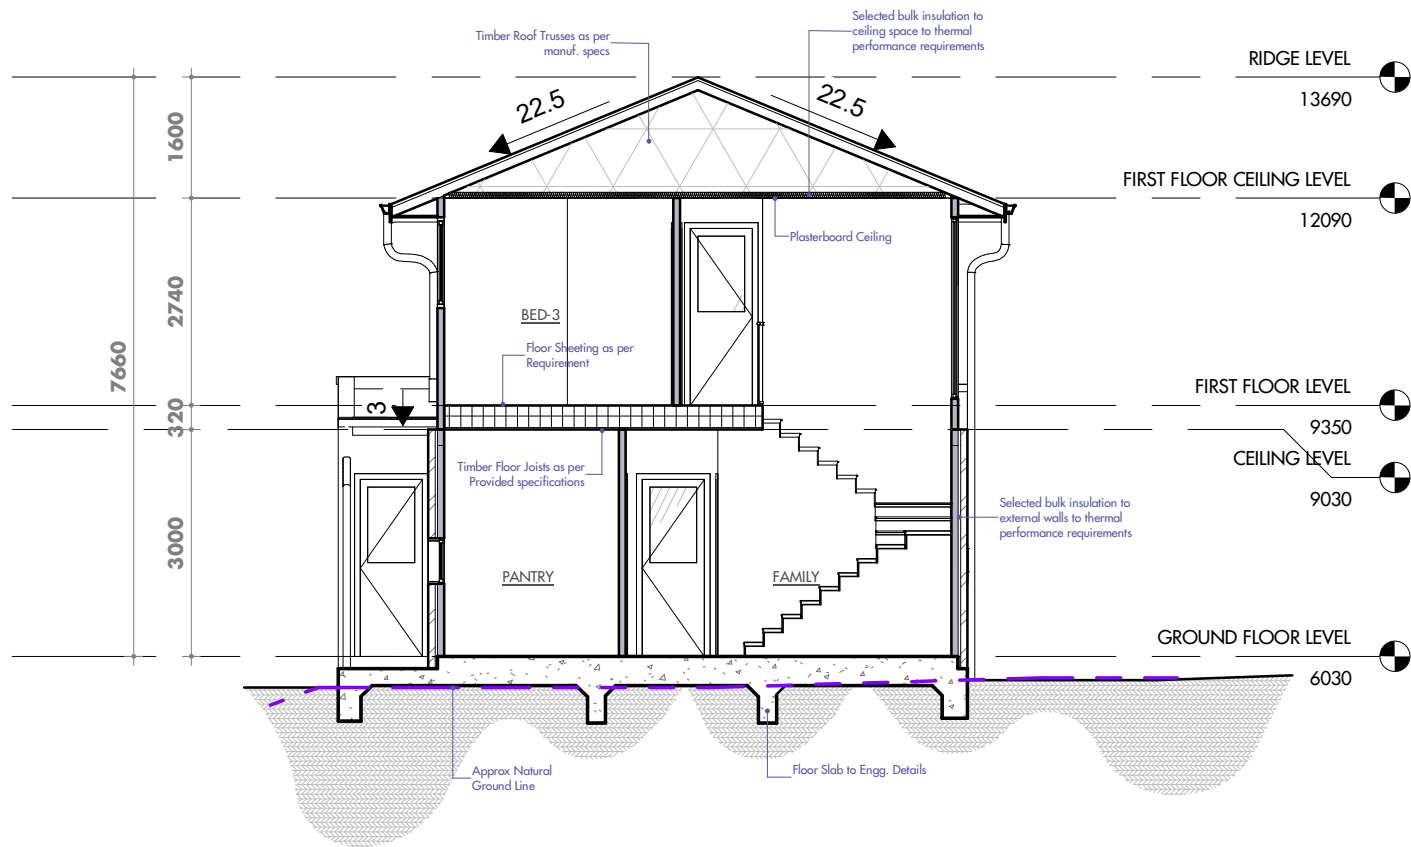 Selected bulk insulation to
ceiling space to thermal
performance requirements
Timber Roof Trusses as per
manuf. specs
RIDGE LEVEL
13690
22.5
22.5
1600
FIRST FLOOR CEILING LEVEL
12090
Plasterboard Ceiling
2740
BED-3
7660
Floor Sheeting as per
Requirement
FIRST FLOOR LEVEL
9350
3
320
CEILING LEVEL
9030
Timber Floor Joists as per
Provided specifications
Selected bulk insulation to
external walls to thermal
performance requirements
3000
PANTRY
FAMILY
GROUND FLOOR LEVEL
6030
Approx Natural
Ground Line
Floor Slab to Engg. Details